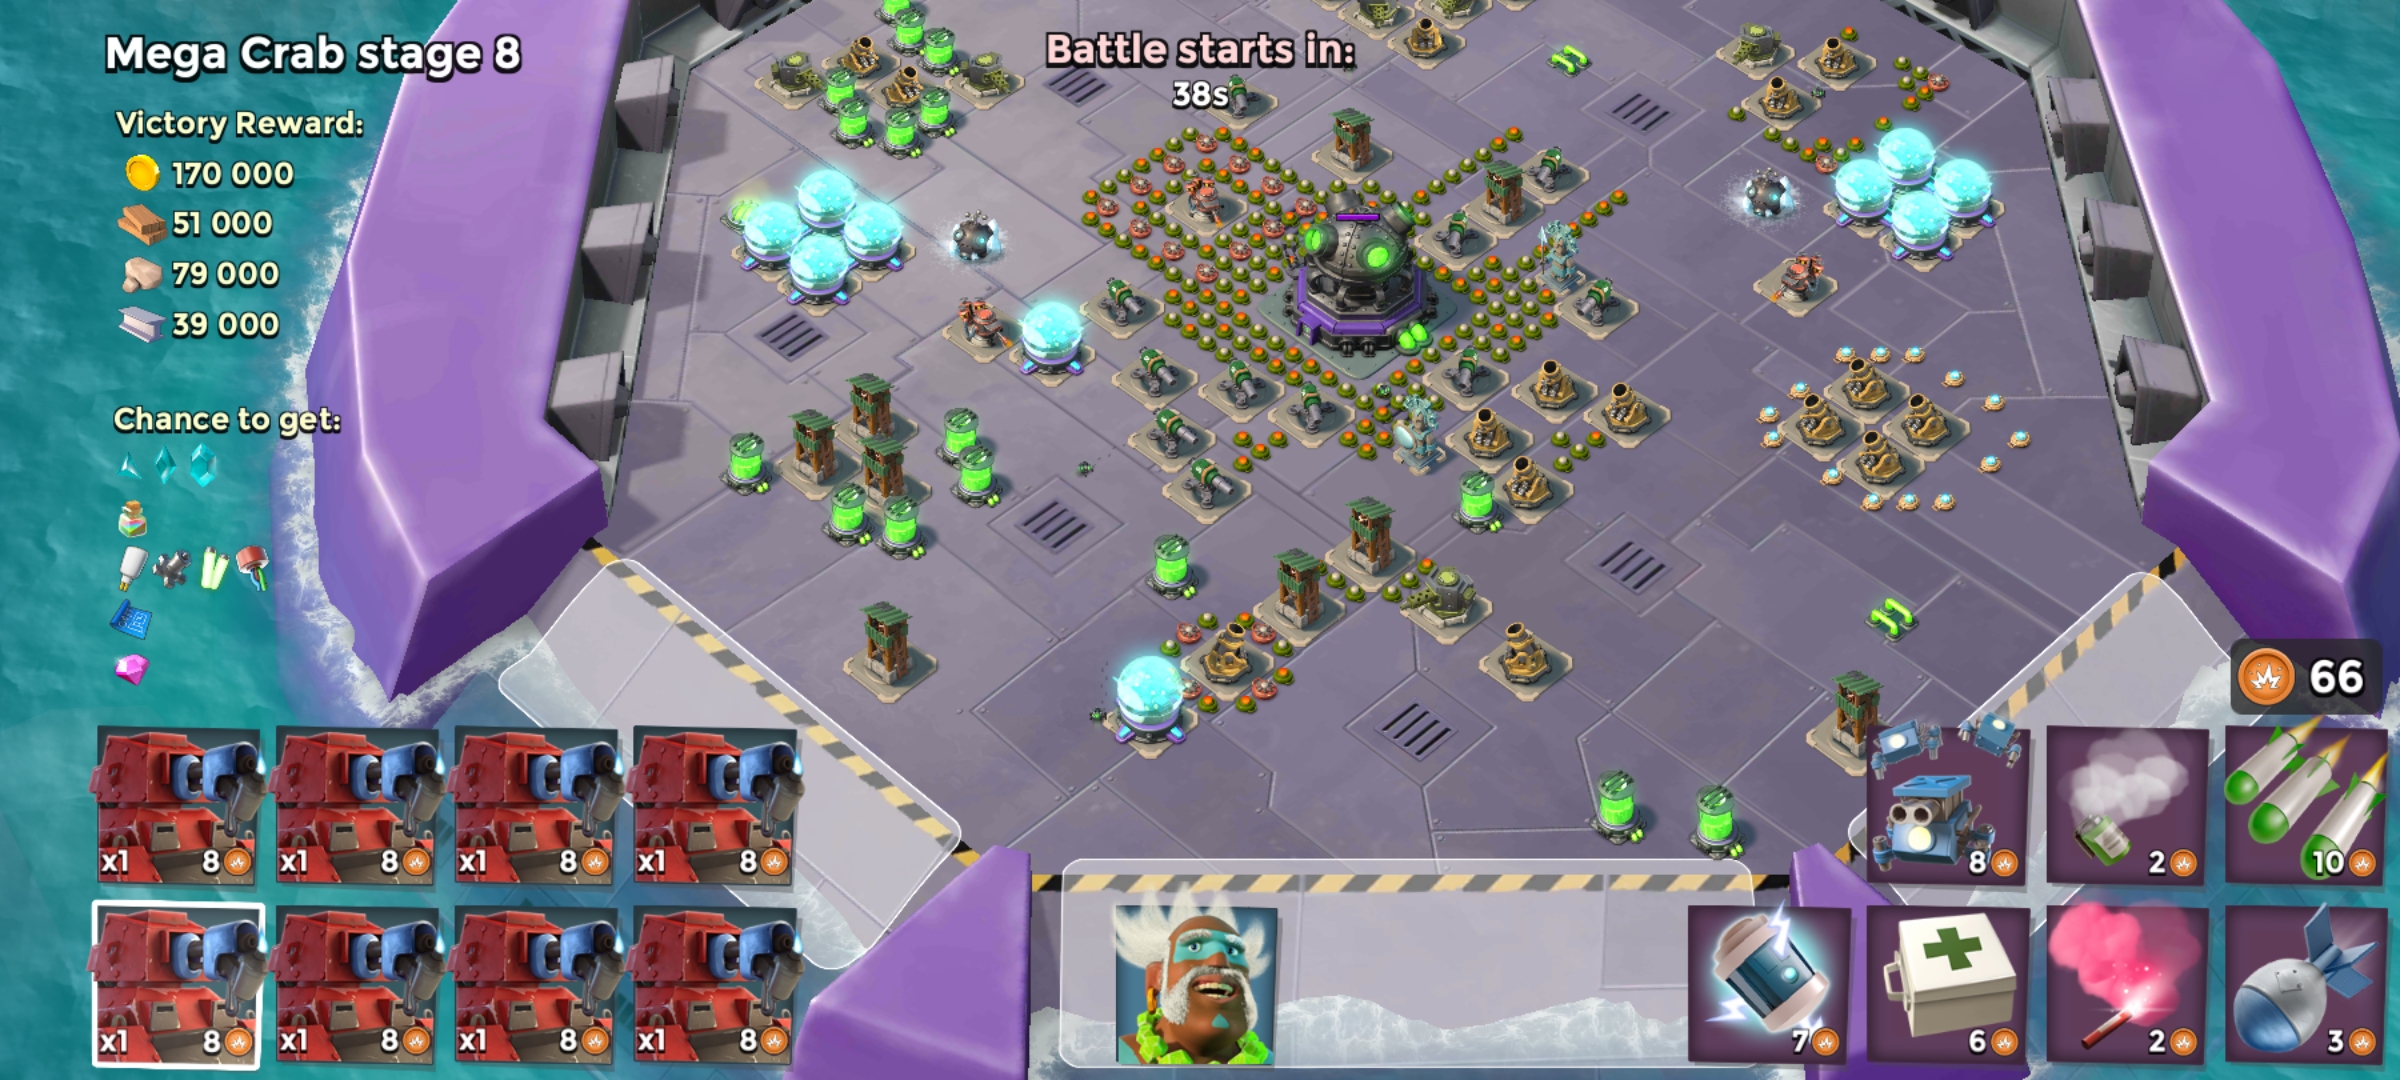 Mega Crab stage 8
Battle starts in:
38s
Victory Reward:
170 000
51 000
79 000
39 000
Chance to get:
66
x1 8
x1 8
x1 8
x1 8
8
2
10
x1 8
x1 8
x1 8
x1 8
7
6
2
3